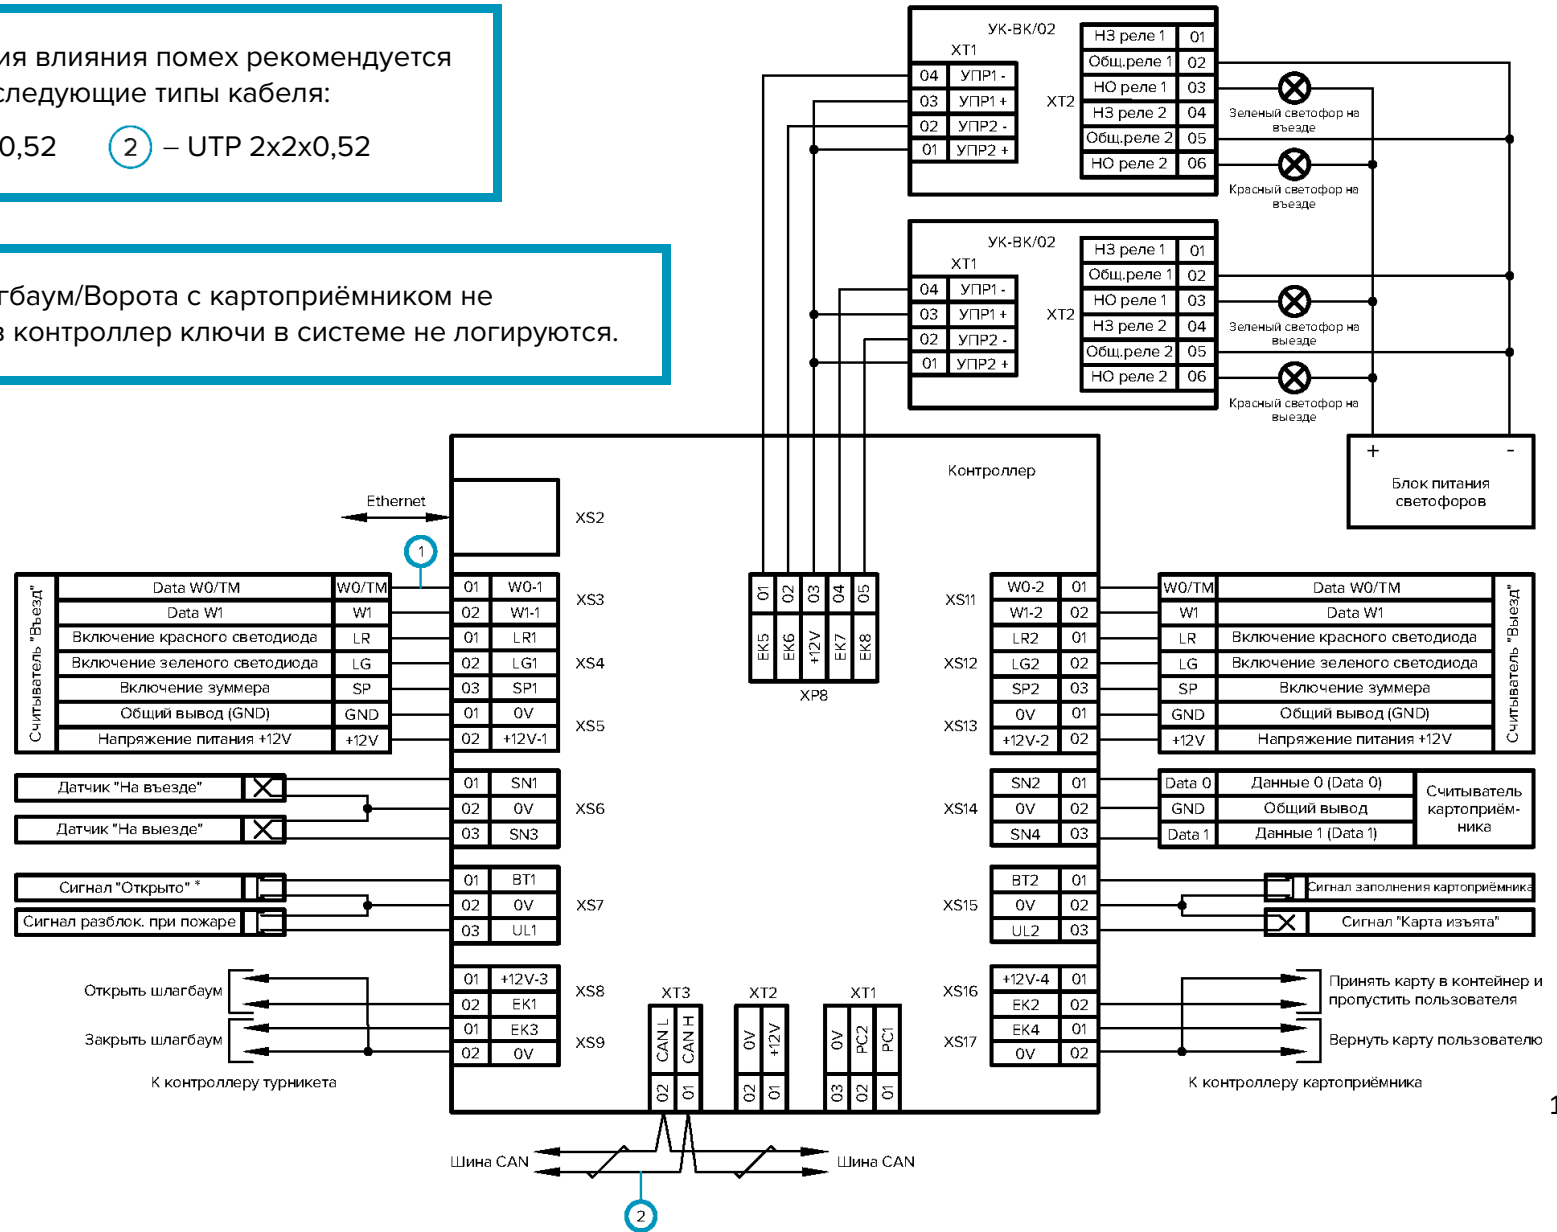 ия влияния помех рекомендуется
следующие типы кабеля:
0,52 2 – UTP 2x2x0,52
гбаум/Ворота с картоприёмником не
в контроллер ключи в системе не логируются.
УК-ВК/02
XT1
04 УПР1 -
03 УПР1 +
02 УПР2 -
01 УПР2 +
XT2
НЗ реле 1 01
Общ.реле 1 02
НО реле 1 03
НЗ реле 2 04
Общ.реле 2 05
НО реле 2 06
Зеленый светофор на
въезде
Красный светофор на
въезде
УК-ВК/02
XT1
04 УПР1 -
03 УПР1 +
02 УПР2 -
01 УПР2 +
XT2
НЗ реле 1 01
Общ.реле 1 02
НО реле 1 03
НЗ реле 2 04
Общ.реле 2 05
НО реле 2 06
Зеленый светофор на
выезде
Красный светофор на
выезде
+ -
Блок питания
светофоров
Контроллер
Ethernet
XS2
1
Считыватель "Въезд"
Data W0/TM W0/TM 01 W0-1
Data W1 W1 02 W1-1
XS3
Включение красного светодиода LR 01 LR1
Включение зеленого светодиода LG 02 LG1
Включение зуммера SP 03 SP1
XS4
Общий вывод (GND) GND 01 0V
Напряжение питания +12V +12V 02 +12V-1
XS5
Датчик "На въезде"
Датчик "На выезде"
01 SN1
02 0V
03 SN3
XS6
Сигнал "Открыто" *
Сигнал разблок. при пожаре
01 BT1
02 0V
03 UL1
XS7
Открыть шлагбаум
01 +12V-3
02 EK1
XS8
Закрыть шлагбаум
01 EK3
02 0V
XS9
К контроллеру турникета
01 02 03 04 05
EK5 EK6 +12V EK7 EK8
XP8
XT3
CAN L CAN H
02 01
XT2
0V +12V
02 01
XT1
0V PC2 PC1
03 02 01
Шина CAN
Шина CAN
2
XS11
W0-2 01 W0/TM Data W0/TM
W1-2 02 W1 Data W1
XS12
LR2 01 LR Включение красного светодиода
LG2 02 LG Включение зеленого светодиода
SP2 03 SP Включение зуммера
XS13
0V 01 GND Общий вывод (GND)
+12V-2 02 +12V Напряжение питания +12V
Считыватель "Выезд"
XS14
SN2 01 Data 0 Данные 0 (Data 0)
0V 02 GND Общий вывод
SN4 03 Data 1 Данные 1 (Data 1)
Считыватель
картоприём-
ника
XS15
BT2 01
0V 02
UL2 03
Сигнал заполнения картоприёмника
Сигнал "Карта изъята"
XS16
+12V-4 01
EK2 02
Принять карту в контейнер и
пропустить пользователя
XS17
EK4 01
0V 02
Вернуть карту пользователю
К контроллеру картоприёмника
1